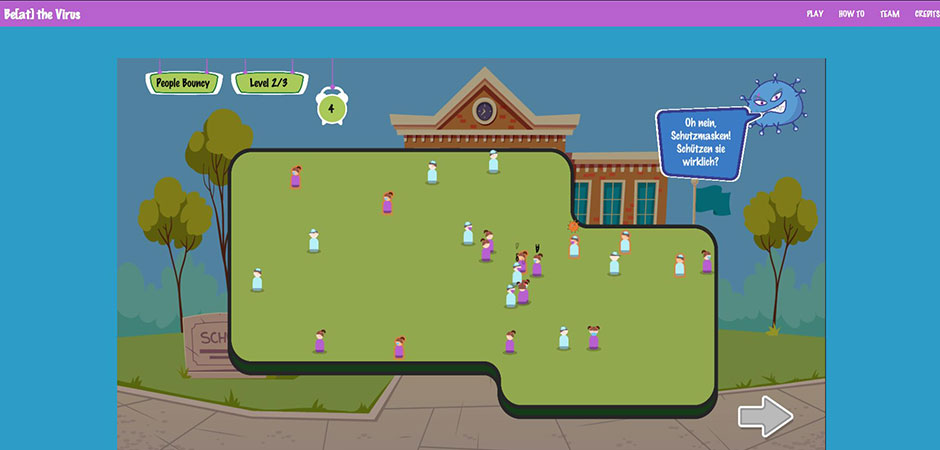 Be[at] the Virus
PLAY HOW TO TEAM CREDITS
People Bouncy
Level 2/3
4
Oh nein,
Schutzmasken!
Schützen sie
wirklich?
SCH